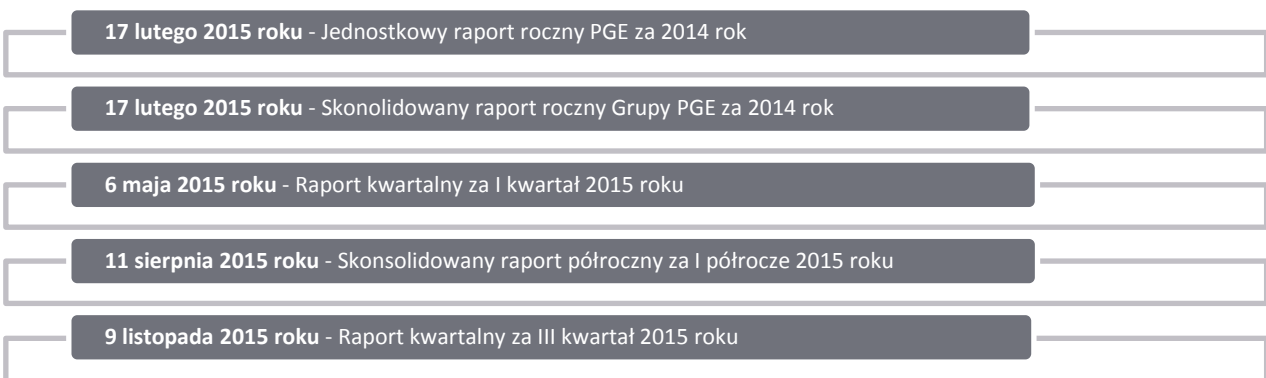 17 lutego 2015 roku - Jednostkowy raport roczny PGE za 2014 rok
17 lutego 2015 roku - Skonolidowany raport roczny Grupy PGE za 2014 rok
6 maja 2015 roku - Raport kwartalny za I kwartał 2015 roku
11 sierpnia 2015 roku - Skonsolidowany raport półroczny za I półrocze 2015 roku
9 listopada 2015 roku - Raport kwartalny za III kwartał 2015 roku